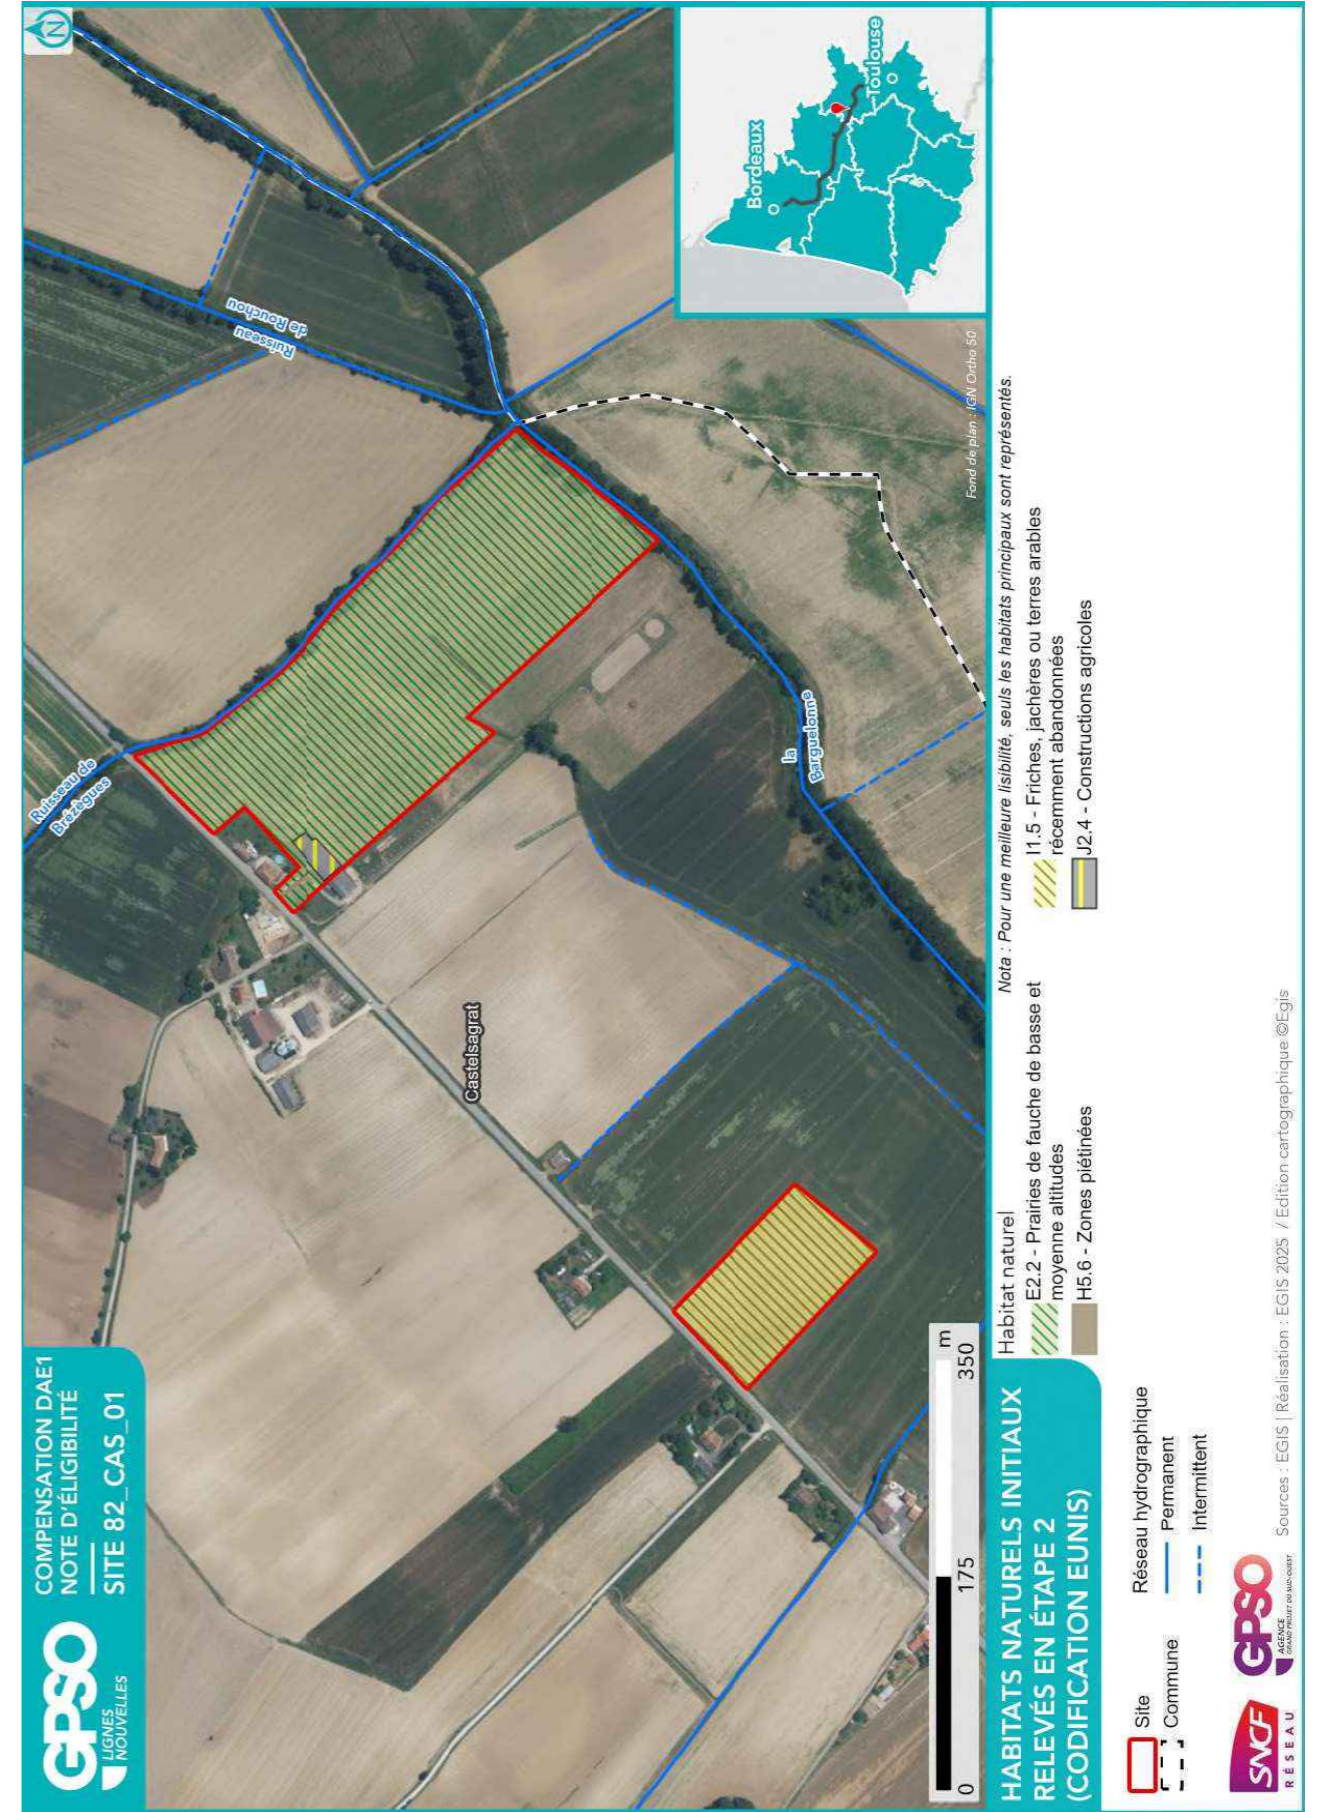 GPSO
LIGNES
NOUVELLES
COMPENSATION DAE1
NOTE D'ÉLIGIBILITÉ
SITE 82_CAS_01
N
Ruisseau de
Brézègues
Ruisseau
de Rouchou
Castelsagrat
la
Barguelonne
Bordeaux
Toulouse
Fond de plan : IGN Ortho 50
0
175
350
m
HABITATS NATURELS INITIAUX
RELEVÉS EN ÉTAPE 2
(CODIFICATION EUNIS)
Nota : Pour une meilleure lisibilité, seuls les habitats principaux sont représentés.
Habitat naturel
E2.2 - Prairies de fauche de basse et
moyenne altitudes
H5.6 - Zones piétinées
I1.5 - Friches, jachères ou terres arables
récemment abandonnées
J2.4 - Constructions agricoles
Site
Commune
Réseau hydrographique
Permanent
Intermittent
SNCF
RÉSEAU
GPSO
AGENCE
GRAND PROJET DU SUD-OUEST
Sources : EGIS | Réalisation : EGIS 2025 / Edition cartographique ©Egis